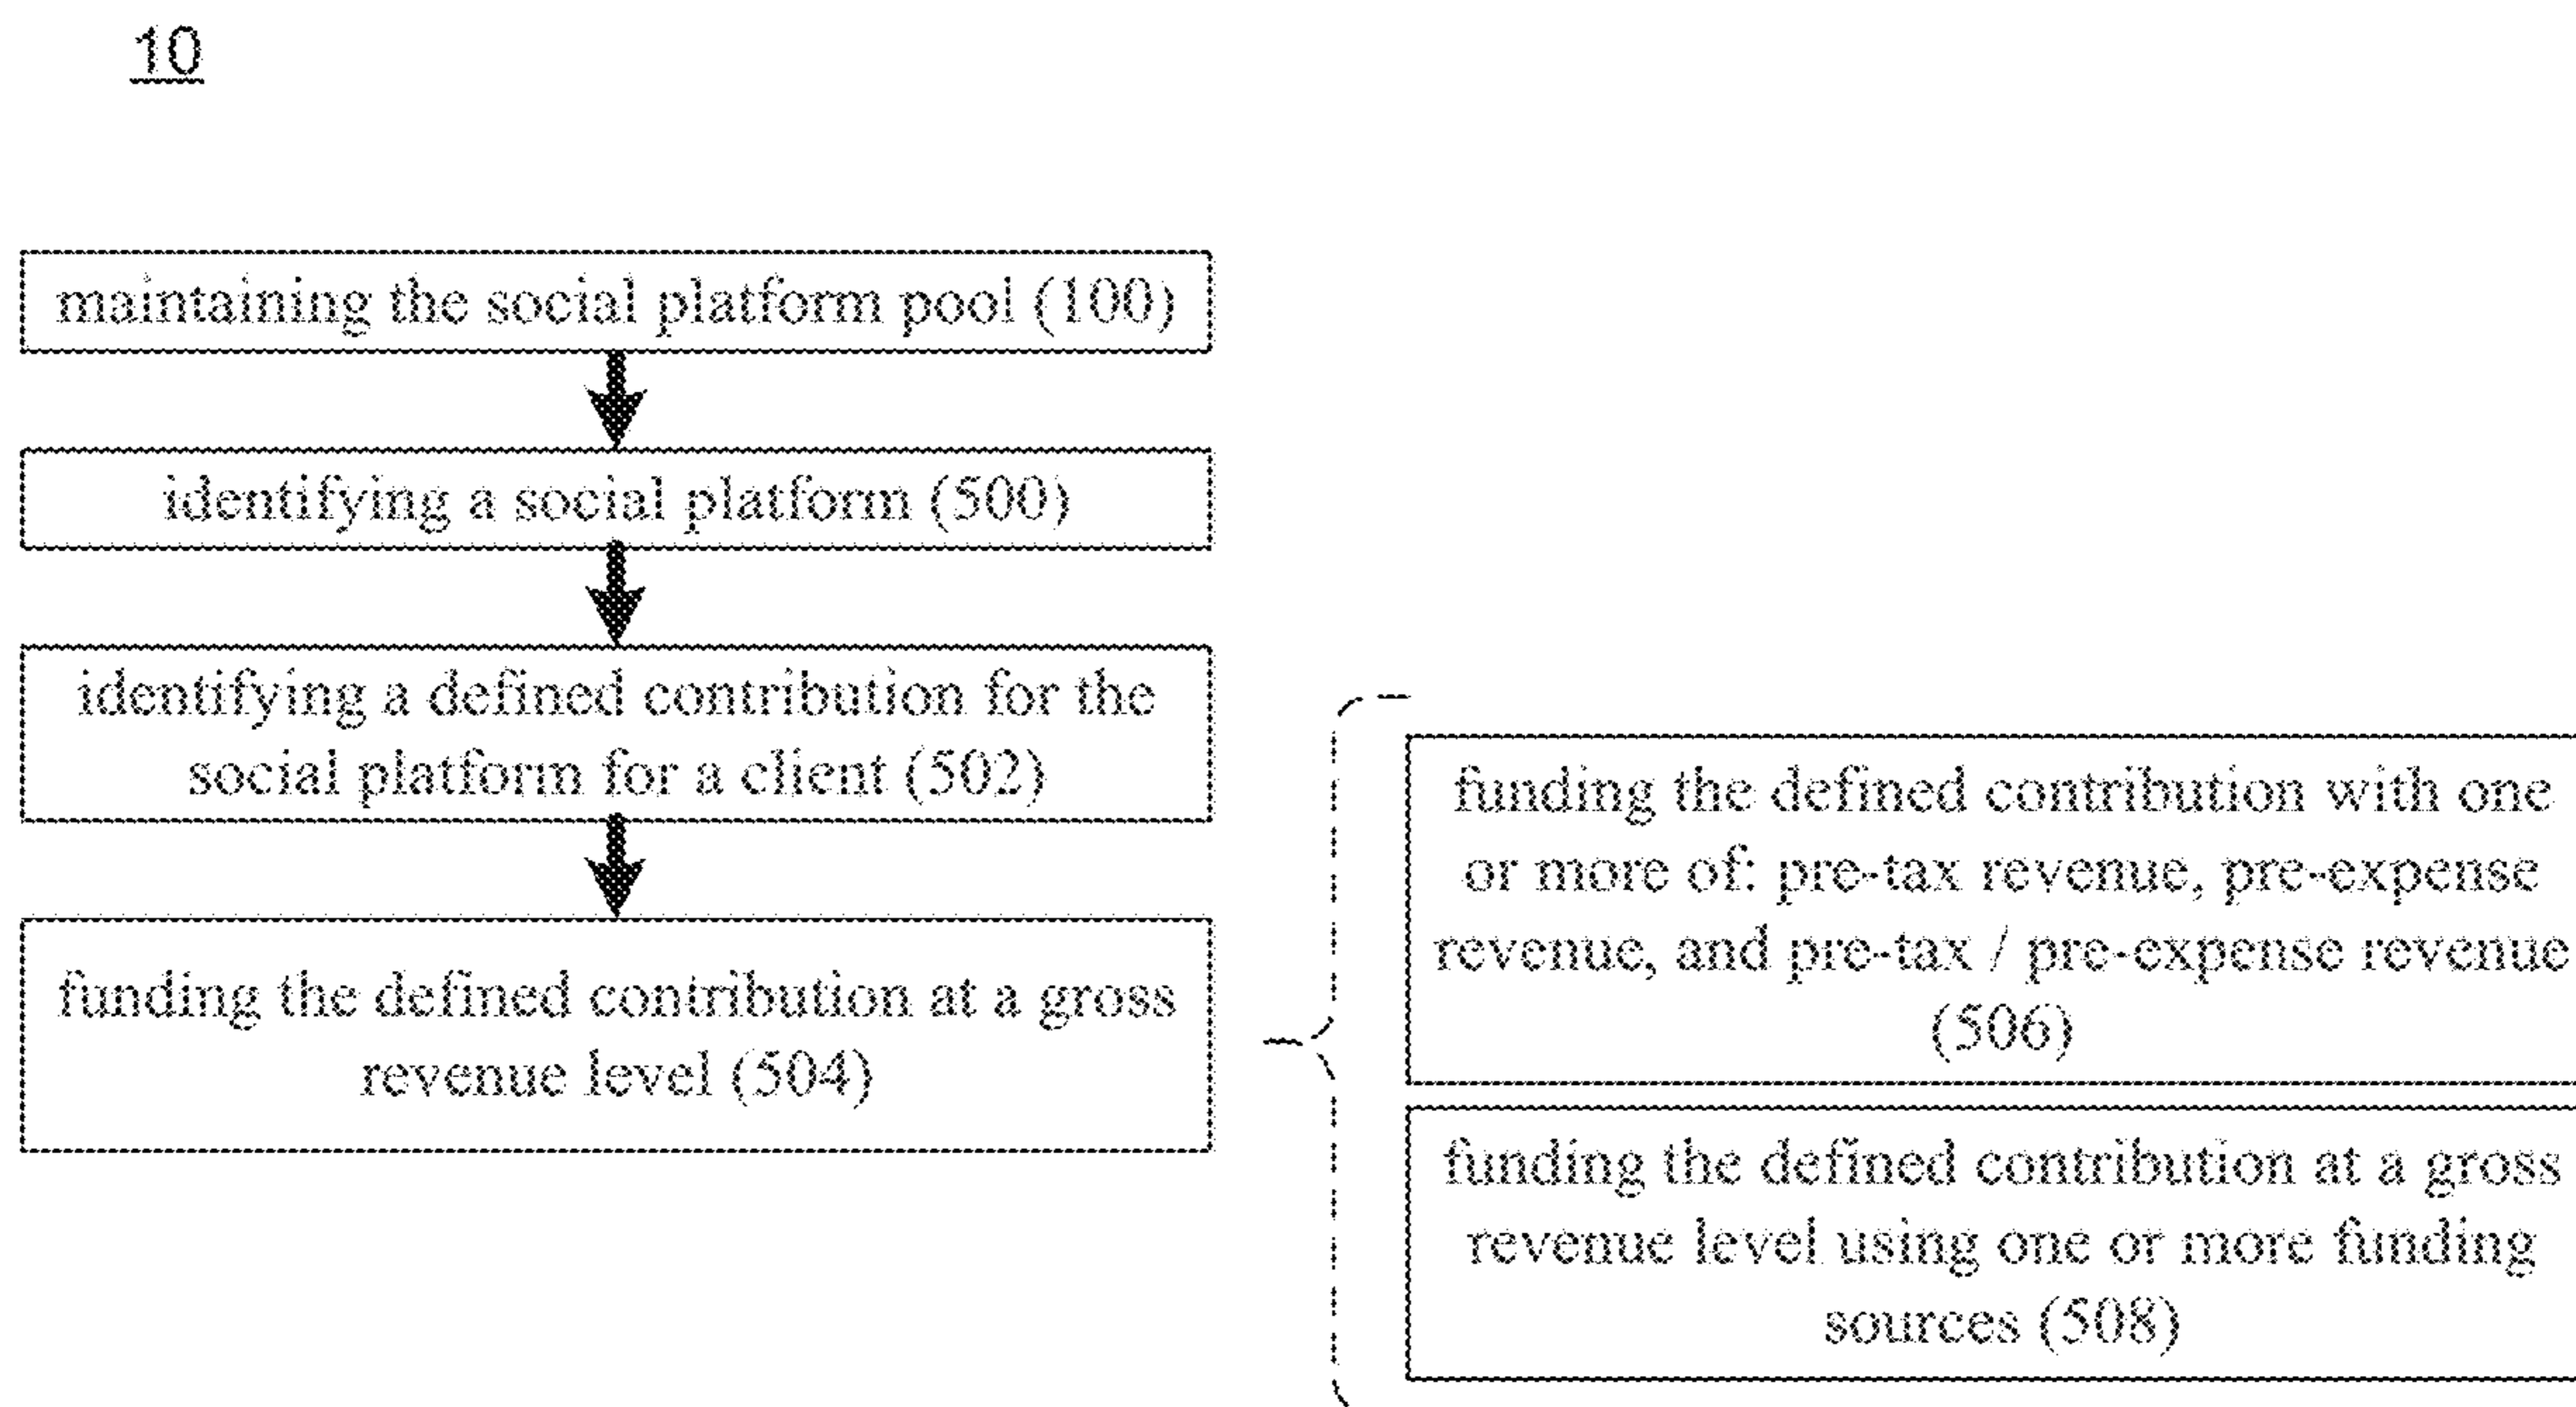 10
maintaining the social platform pool (100)
identifying a social platform (500)
identifying a defined contribution for the
social platform for a client (502)
funding the defined contribution at a gross
revenue level (504)
funding the defined contribution with one
or more of: pre-tax revenue, pre-expense
revenue, and pre-tax / pre-expense revenue
(506)
funding the defined contribution at a gross
revenue level using one or more funding
sources (508)